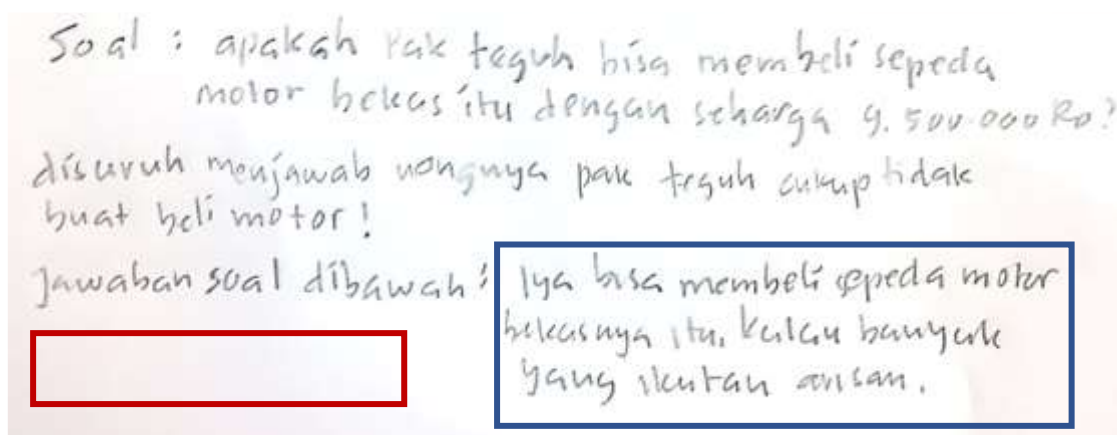 Soal : apakah Pak teguh bisa membeli sepeda
motor bekas itu dengan seharga 9.500.000 Rp?
disuruh menjawab uongnya pak teguh cukup tidak
buat beli motor!
Jawaban soal dibawah : Iya bisa membeli sepeda motor
bekasnya itu, kalau banyak
yang ikutan arisan.